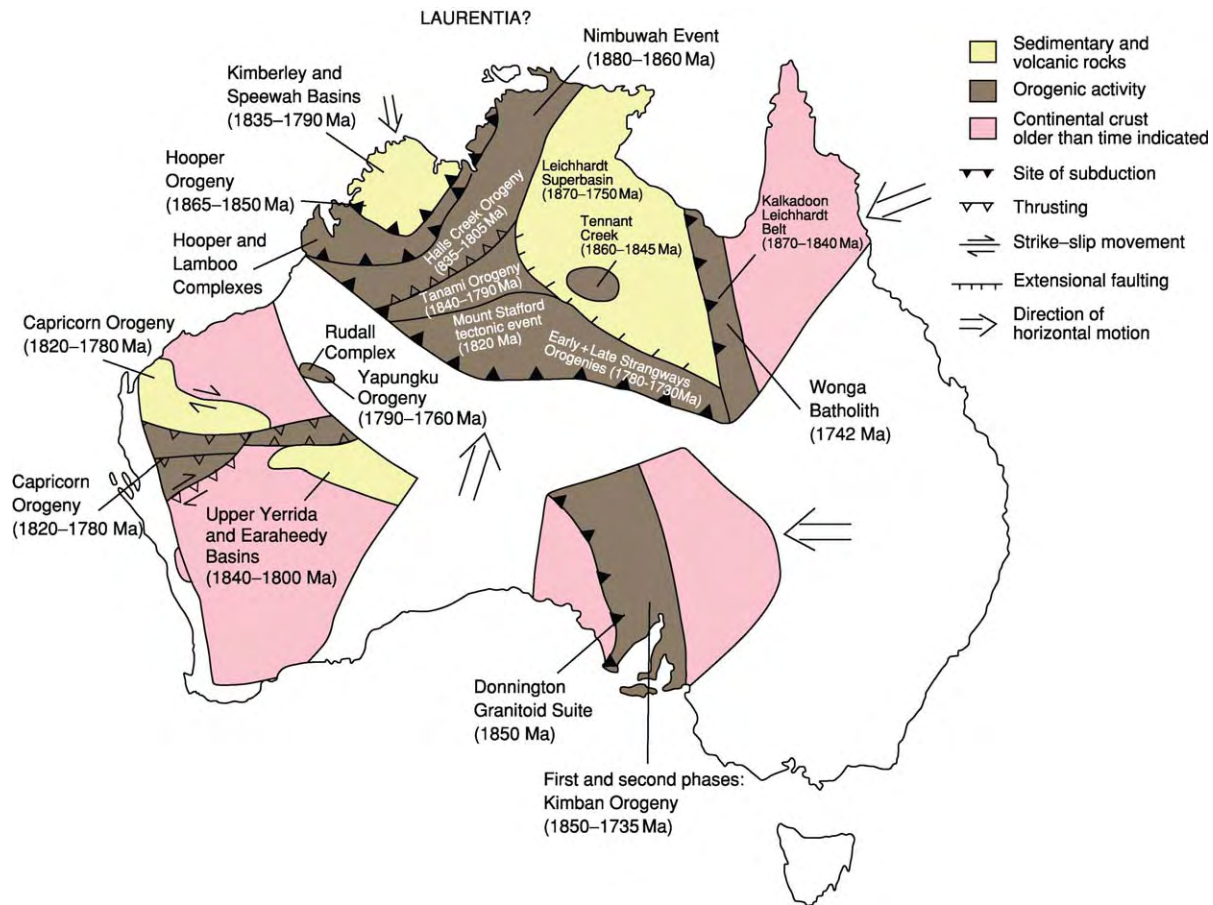 LAURENTIA?
Nimbuwah Event
(1880–1860 Ma)
Kimberley and
Speewah Basins
(1835–1790 Ma)
Hooper
Orogeny
(1865–1850 Ma)
Hooper and
Lamboo
Complexes
Halls Creek Orogeny
(835–1805 Ma)
Leichhardt
Superbasin
(1870–1750 Ma)
Tennant
Creek
(1860–1845 Ma)
Kalkadoon
Leichhardt
Belt
(1870–1840 Ma)
Tanami Orogeny
(1840–1790 Ma)
Mount Stafford
tectonic event
(1820 Ma)
Early + Late Strangways
Orogenies (1780-1730Ma)
Wonga
Batholith
(1742 Ma)
Capricorn Orogeny
(1820–1780 Ma)
Rudall
Complex
Yapungku
Orogeny
(1790–1760 Ma)
Capricorn
Orogeny
(1820–1780 Ma)
Upper Yerrida
and Earaheedy
Basins
(1840–1800 Ma)
Donnington
Granitoid Suite
(1850 Ma)
First and second phases:
Kimban Orogeny
(1850–1735 Ma)
Sedimentary and
volcanic rocks
Orogenic activity
Continental crust
older than time indicated
Site of subduction
Thrusting
Strike–slip movement
Extensional faulting
Direction of
horizontal motion